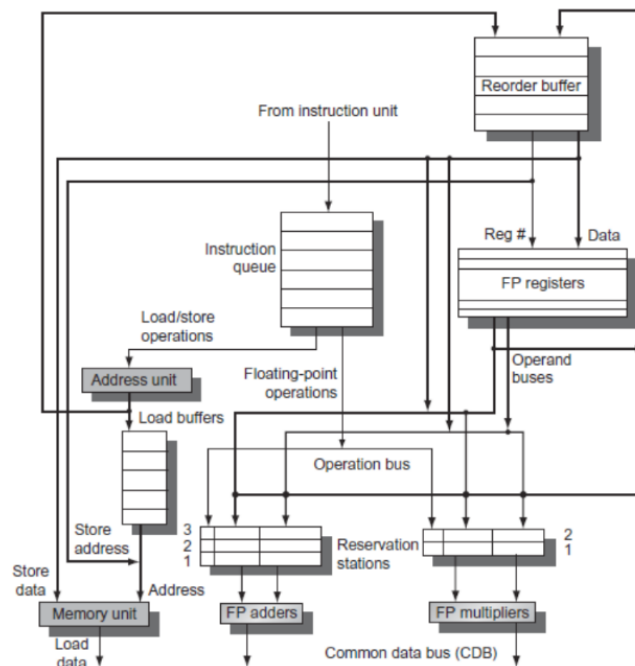 Reorder buffer
From instruction unit
Reg #
Data
Instruction
queue
FP registers
Load/store
operations
Operand
buses
Address unit
Floating-point
operations
Load buffers
Operation bus
Store
address
3
2
1
Reservation
stations
2
1
Store
data
Address
Memory unit
FP adders
FP multipliers
Load
data
Common data bus (CDB)